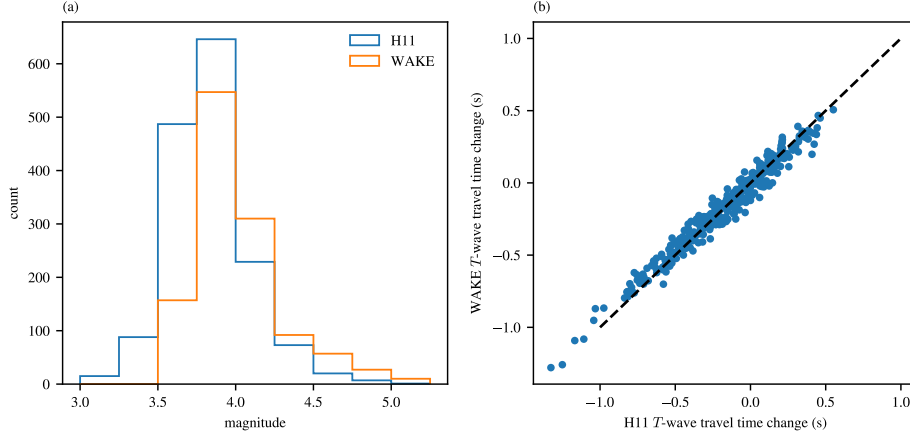 (a)
600
500
400
300
200
100
0
count
3.0
3.5
4.0
4.5
5.0
magnitude
H11
WAKE
(b)
1.0
0.5
0.0
−0.5
−1.0
WAKE T-wave travel time change (s)
−1.0
−0.5
0.0
0.5
1.0
H11 T-wave travel time change (s)